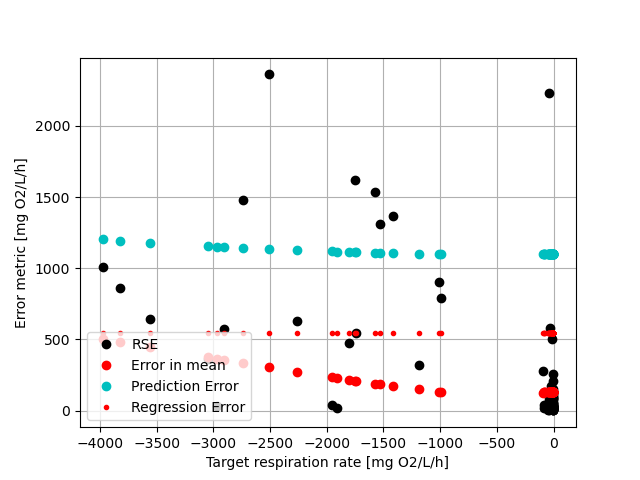 Error metric [mg O2/L/h]
2000
1500
1000
500
0
RSE
Error in mean
Prediction Error
Regression Error
−4000 −3500 −3000 −2500 −2000 −1500 −1000 −500 0
Target respiration rate [mg O2/L/h]